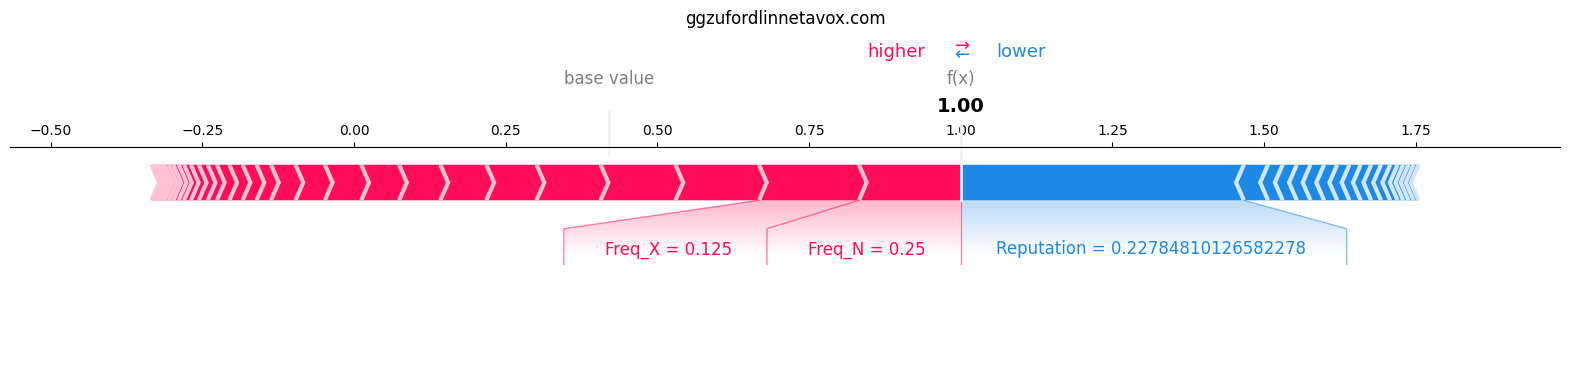 ggzufordlinnetavox.com
higher ⇄ lower
base value f(x)
1.00
−0.50 −0.25 0.00 0.25 0.50 0.75 1.00 1.25 1.50 1.75
Freq_X = 0.125 Freq_N = 0.25 Reputation = 0.22784810126582278